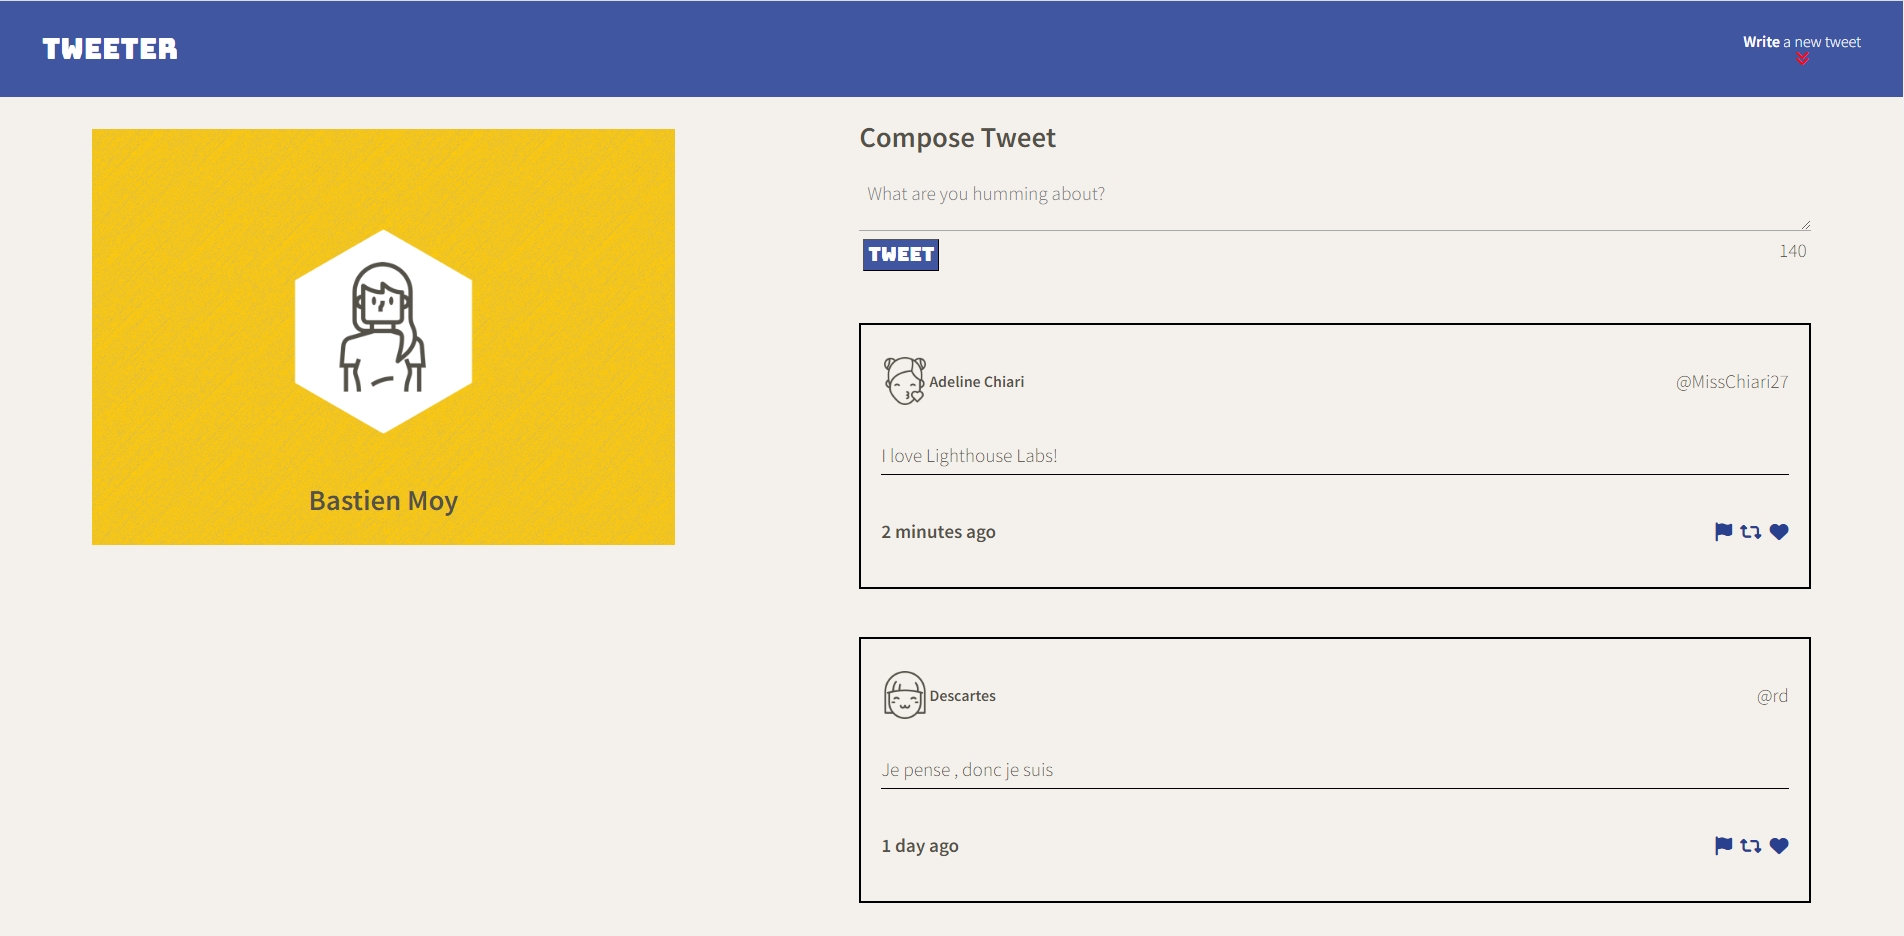 TWEETER
Write a new tweet
Bastien Moy
Compose Tweet
What are you humming about?
TWEET
140
Adeline Chiari
@MissChiari27
I love Lighthouse Labs!
2 minutes ago
Descartes
@rd
Je pense , donc je suis
1 day ago